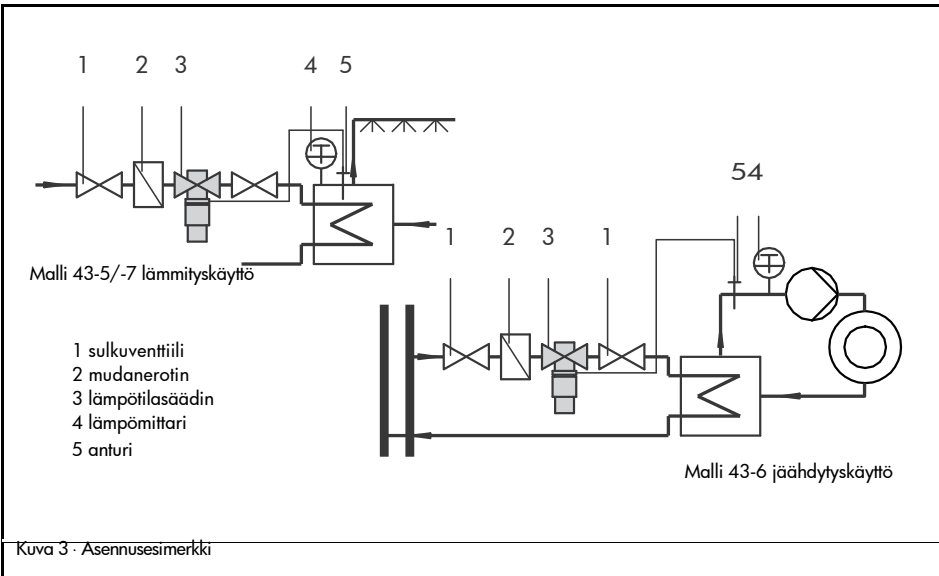 1 2 3 4 5
Malli 43-5/-7 lämmityskäyttö
54
1 2 3 1
1 sulkuventtiili
2 mudanerotin
3 lämpötilasäädin
4 lämpömittari
5 anturi
Malli 43-6 jäähdytyskäyttö
Kuva 3 · Asennusesimerkki